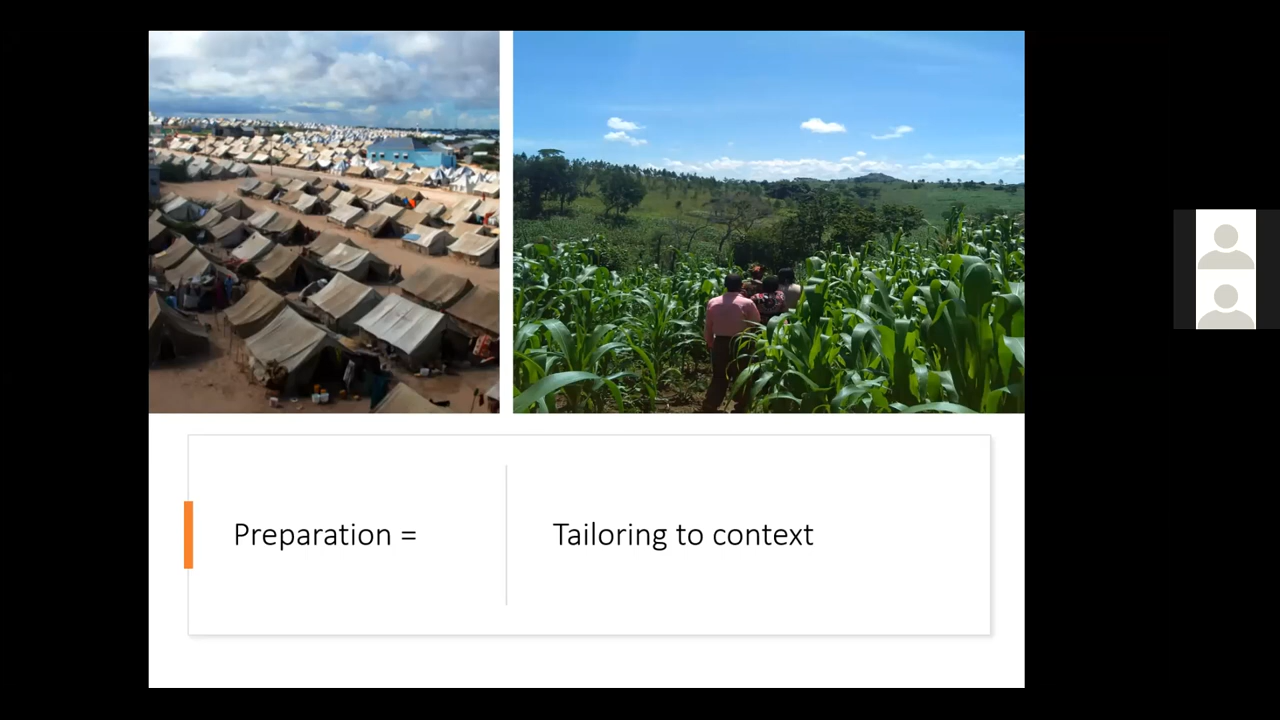 Preparation =
Tailoring to context